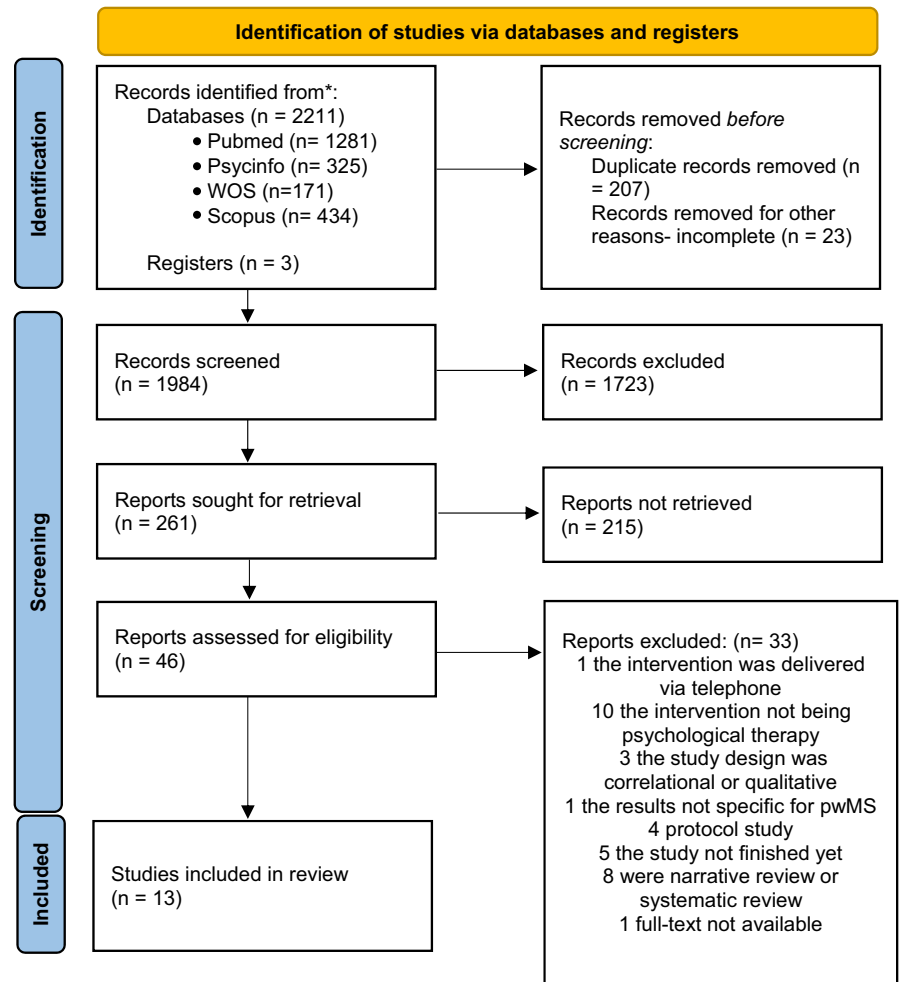 Identification of studies via databases and registers
Identification
Records identified from*:
Databases (n = 2211)
• Pubmed (n= 1281)
• Psycinfo (n= 325)
• WOS (n=171)
• Scopus (n= 434)
Registers (n = 3)
Records removed before
screening:
Duplicate records removed (n
= 207)
Records removed for other
reasons- incomplete (n = 23)
Screening
Records screened
(n = 1984)
Records excluded
(n = 1723)
Reports sought for retrieval
(n = 261)
Reports not retrieved
(n = 215)
Reports assessed for eligibility
(n = 46)
Reports excluded: (n= 33)
1 the intervention was delivered
via telephone
10 the intervention not being
psychological therapy
3 the study design was
correlational or qualitative
1 the results not specific for pwMS
4 protocol study
5 the study not finished yet
8 were narrative review or
systematic review
1 full-text not available
Included
Studies included in review
(n = 13)